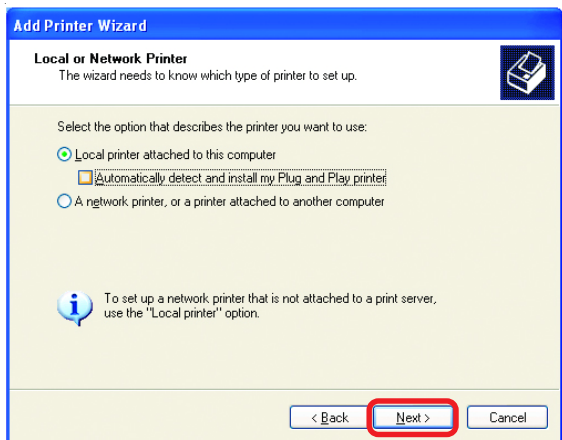 Add Printer Wizard
Local or Network Printer
The wizard needs to know which type of printer to set up.
Select the option that describes the printer you want to use:
Local printer attached to this computer
Automatically detect and install my Plug and Play printer
A network printer, or a printer attached to another computer
To set up a network printer that is not attached to a print server,
use the "Local printer" option.
< Back Next > Cancel